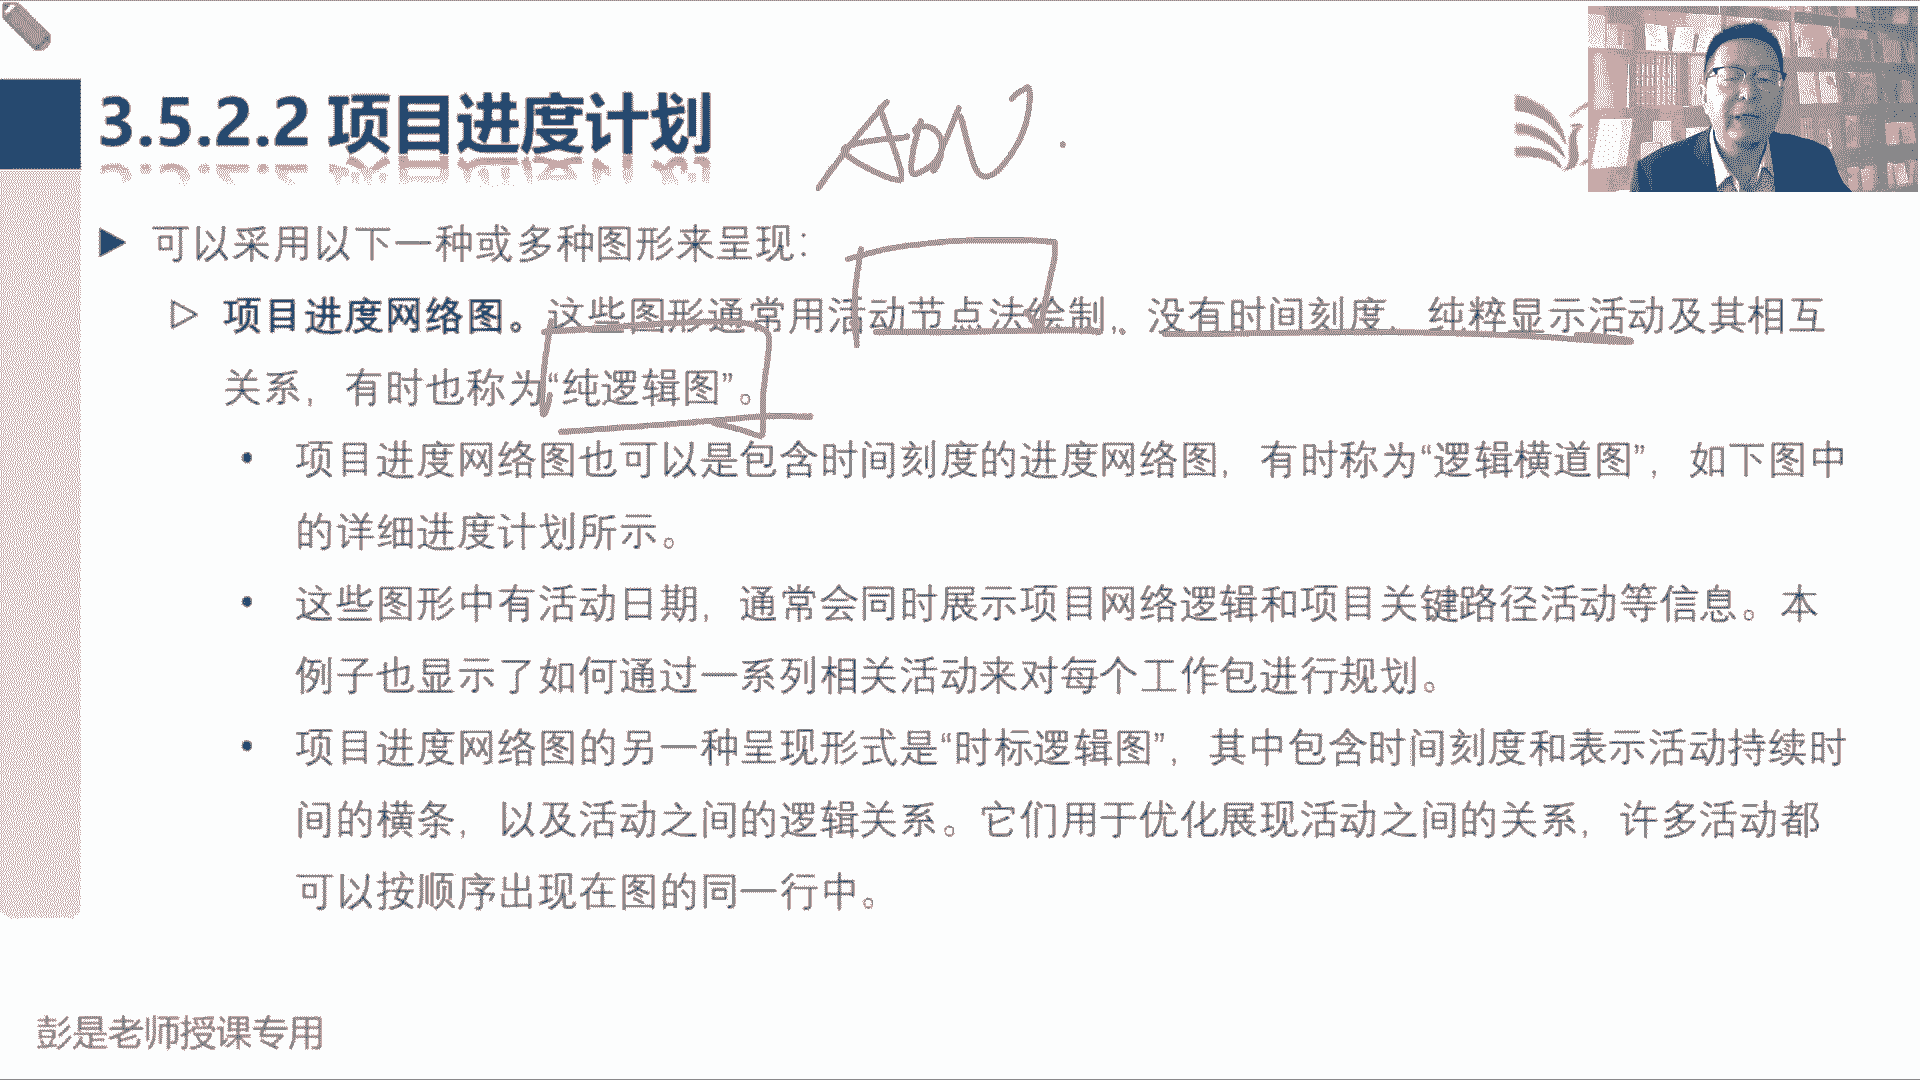 3.5.2.2 项目进度计划
AON.
可以采用以下一种或多种图形来呈现：
项目进度网络图。这些图形通常用活动节点法绘制，没有时间刻度，纯粹显示活动及其相互
关系，有时也称为“纯逻辑图”。
• 项目进度网络图也可以是包含时间刻度的进度网络图，有时称为“逻辑横道图”，如下图中
的详细进度计划所示。
• 这些图形中有活动日期，通常会同时展示项目网络逻辑和项目关键路径活动等信息。本
例子也显示了如何通过一系列相关活动来对每个工作包进行规划。
• 项目进度网络图的另一种呈现形式是“时标逻辑图”，其中包含时间刻度和表示活动持续时
间的横条，以及活动之间的逻辑关系。它们用于优化展现活动之间的关系，许多活动都
可以按顺序出现在图的同一行中。
彭是老师授课专用